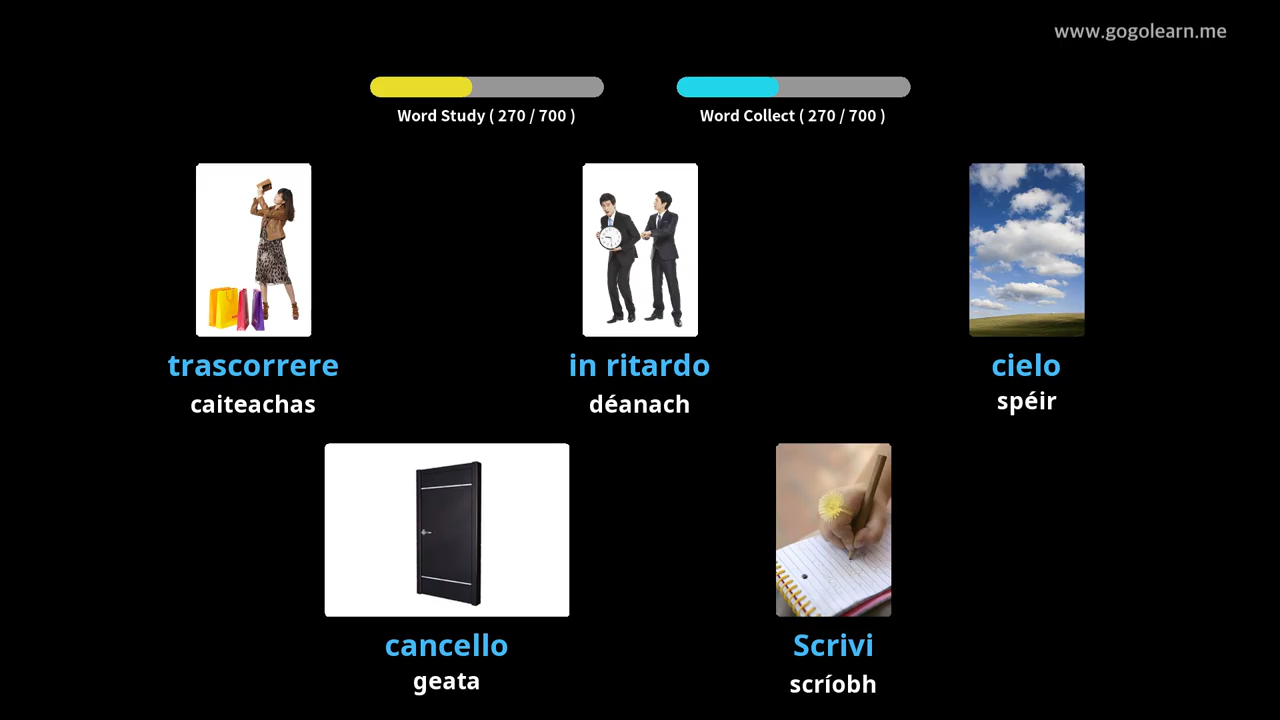 www.gogolearn.me
Word Study ( 270 / 700 )
Word Collect ( 270 / 700 )
trascorrere
caiteachas
in ritardo
déanach
cielo
spéir
cancello
geata
Scrivi
scríobh